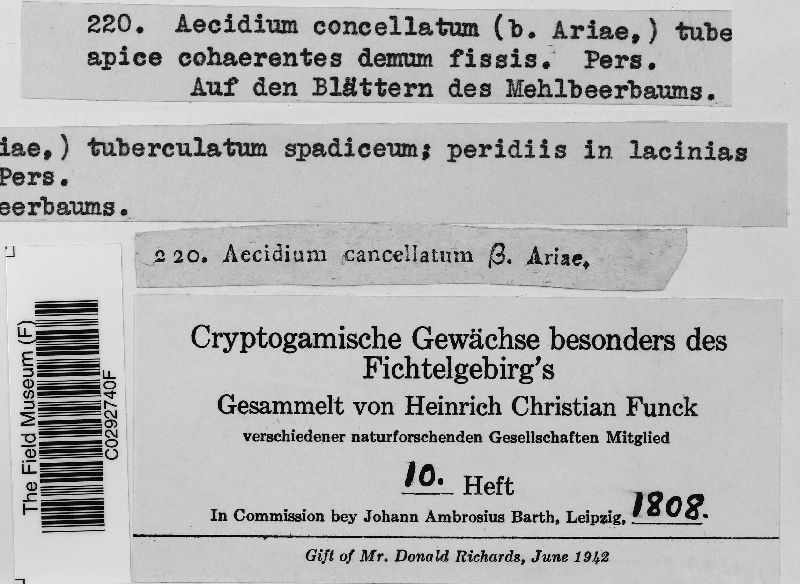 220. Aecidium concellatum (b. Ariae,) tube
apice cohaerentes demum fissis. Pers.
Auf den Blättern des Mehlbeerbaums.
iae,) tuberculatum spadiceum; peridiis in lacinias
Pers.
eerbaums.
220. Aecidium cancellatum β. Ariae,
The Field Museum (F)
C0292740F
Cryptogamische Gewächse besonders des
Fichtelgebirg's
Gesammelt von Heinrich Christian Funck
verschiedener naturforschenden Gesellschaften Mitglied
10. Heft
In Commission bey Johann Ambrosius Barth, Leipzig, 1808.
Gift of Mr. Donald Richards, June 1942